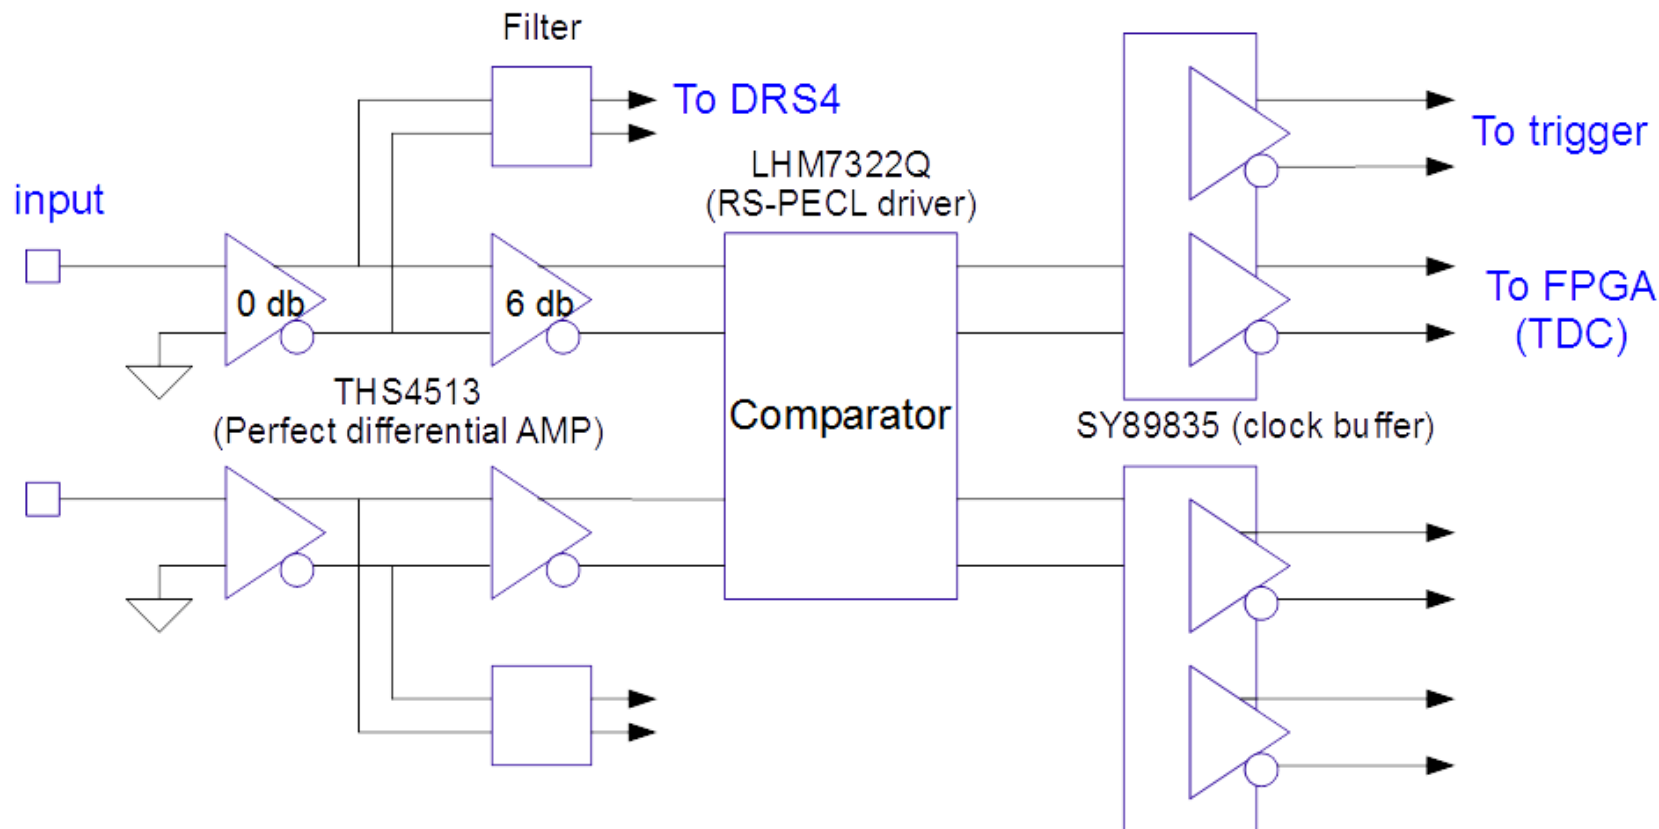 Filter
To DRS4
To trigger
LHM7322Q
(RS-PECL driver)
input
0 db
6 db
To FPGA
(TDC)
THS4513
(Perfect differential AMP)
Comparator
SY89835 (clock buffer)